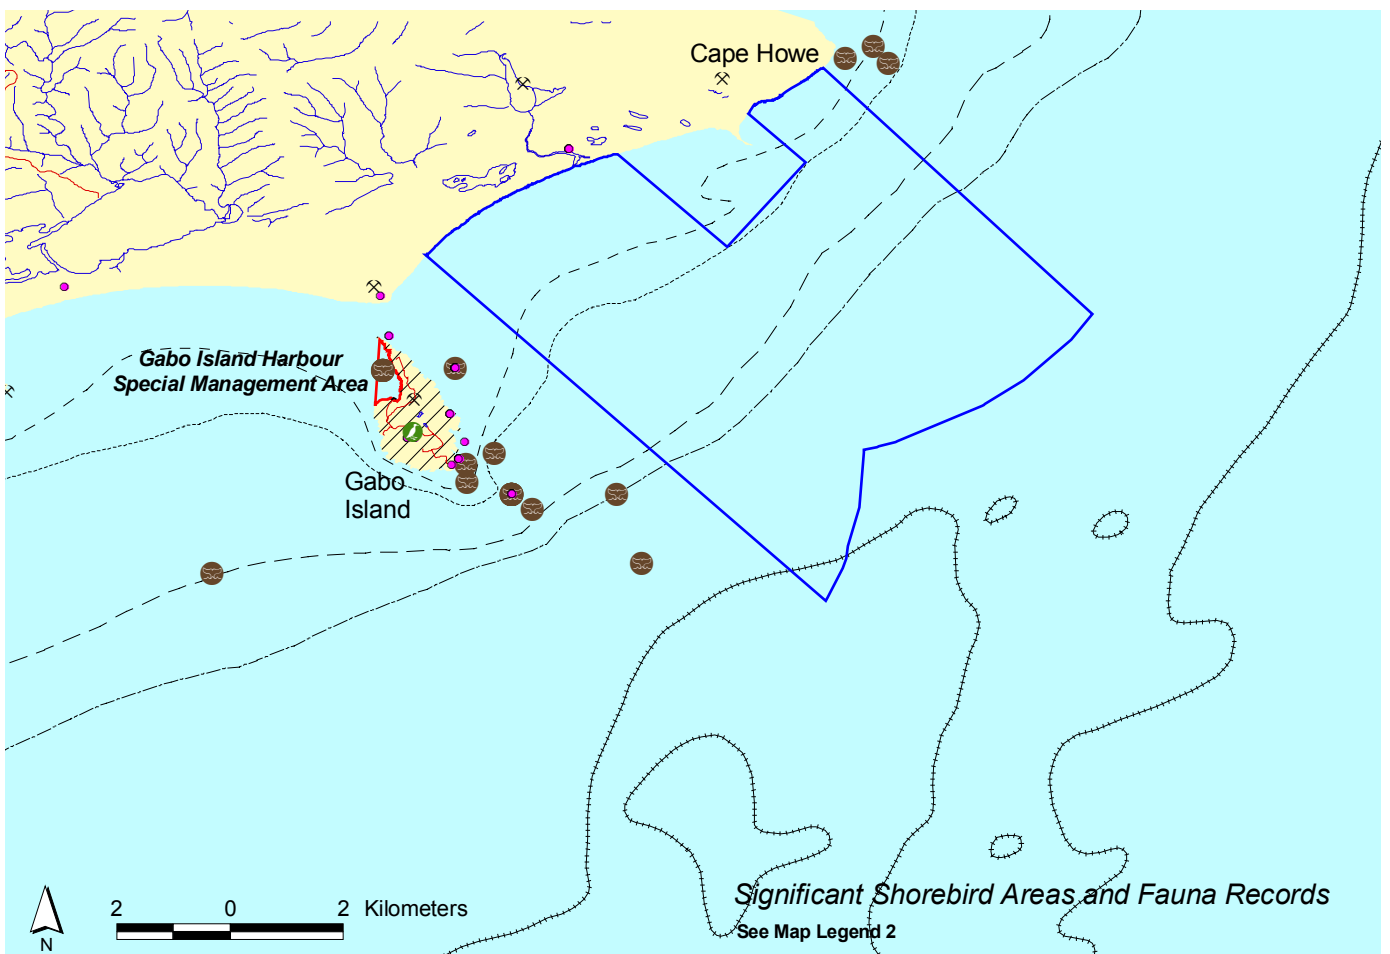 Cape Howe
Gabo Island Harbour
Special Management Area
Gabo
Island
2 0 2 Kilometers
N
Significant Shorebird Areas and Fauna Records
See Map Legend 2